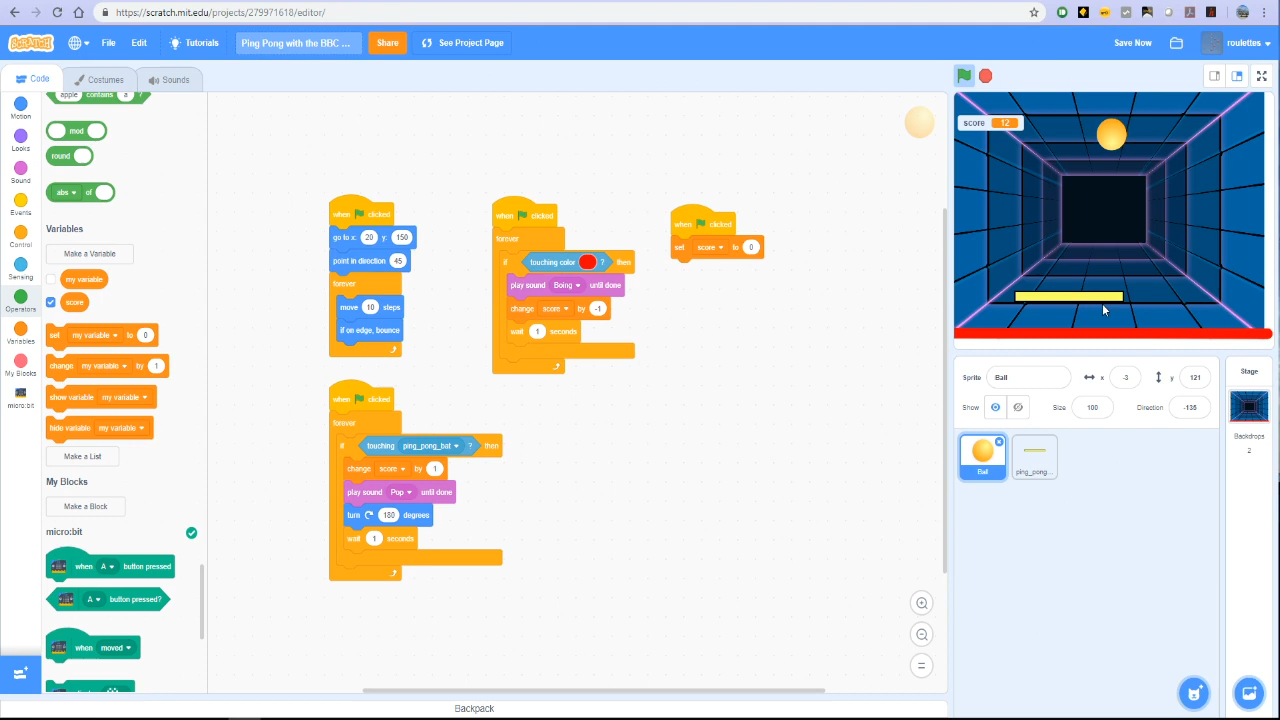 https://scratch.mit.edu/projects/279971618/editor/
SCRATCH File Edit Tutorials Ping Pong with the BBC ... Share See Project Page Save Now roulettes
Code Costumes Sounds
Motion
Looks
Sound
Events
Control
Sensing
Operators
Variables
My Blocks
micro:bit
apple contains a ?
mod
round
abs of
Variables
Make a Variable
my variable
score
set my variable to 0
change my variable by 1
show variable my variable
hide variable my variable
Make a List
My Blocks
Make a Block
micro:bit
when A button pressed
A button pressed?
when moved
when clicked
go to x: 20 y: 150
point in direction 45
forever
move 10 steps
if on edge, bounce
when clicked
forever
if touching color ? then
play sound Boing until done
change score by -1
wait 1 seconds
when clicked
set score to 0
when clicked
forever
if touching ping_pong_bat ? then
change score by 1
play sound Pop until done
turn 180 degrees
wait 1 seconds
score 12
Sprite Ball x -3 y 121
Show Size 100 Direction -135
Ball
ping_pong...
Stage
Backdrops
2
Backpack